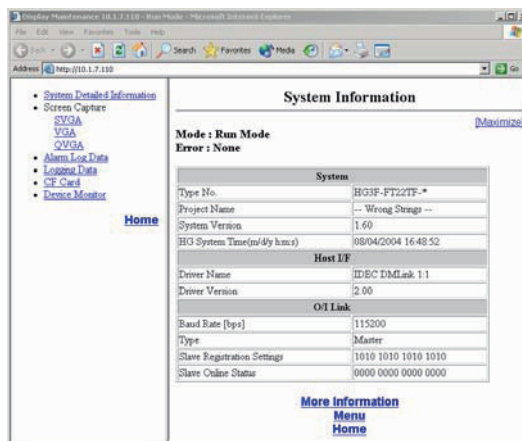 Display Maintenance 10.1.7.110 - Run Mode - Microsoft Internet Explorer
File Edit View Favorites Tools Help
Back Search Favorites Media
Address http://10.1.7.110 Go
System Detailed Information
Screen Capture
SVGA
VGA
QVGA
Alarm Log Data
Logging Data
CF Card
Device Monitor
Home
System Information
[Maximize
Mode : Run Mode
Error : None
System
Type No. HG3F-FT22TF-*
Project Name -- Wrong Strings --
System Version 1.60
HG System Time(m/d/y h:m:s) 08/04/2004 16:48:52
Host I/F
Driver Name IDEC DMLink 1:1
Driver Version 2.00
O/I Link
Baud Rate [bps] 115200
Type Master
Slave Registration Settings 1010 1010 1010 1010
Slave Online Status 0000 0000 0000 0000
More Information
Menu
Home